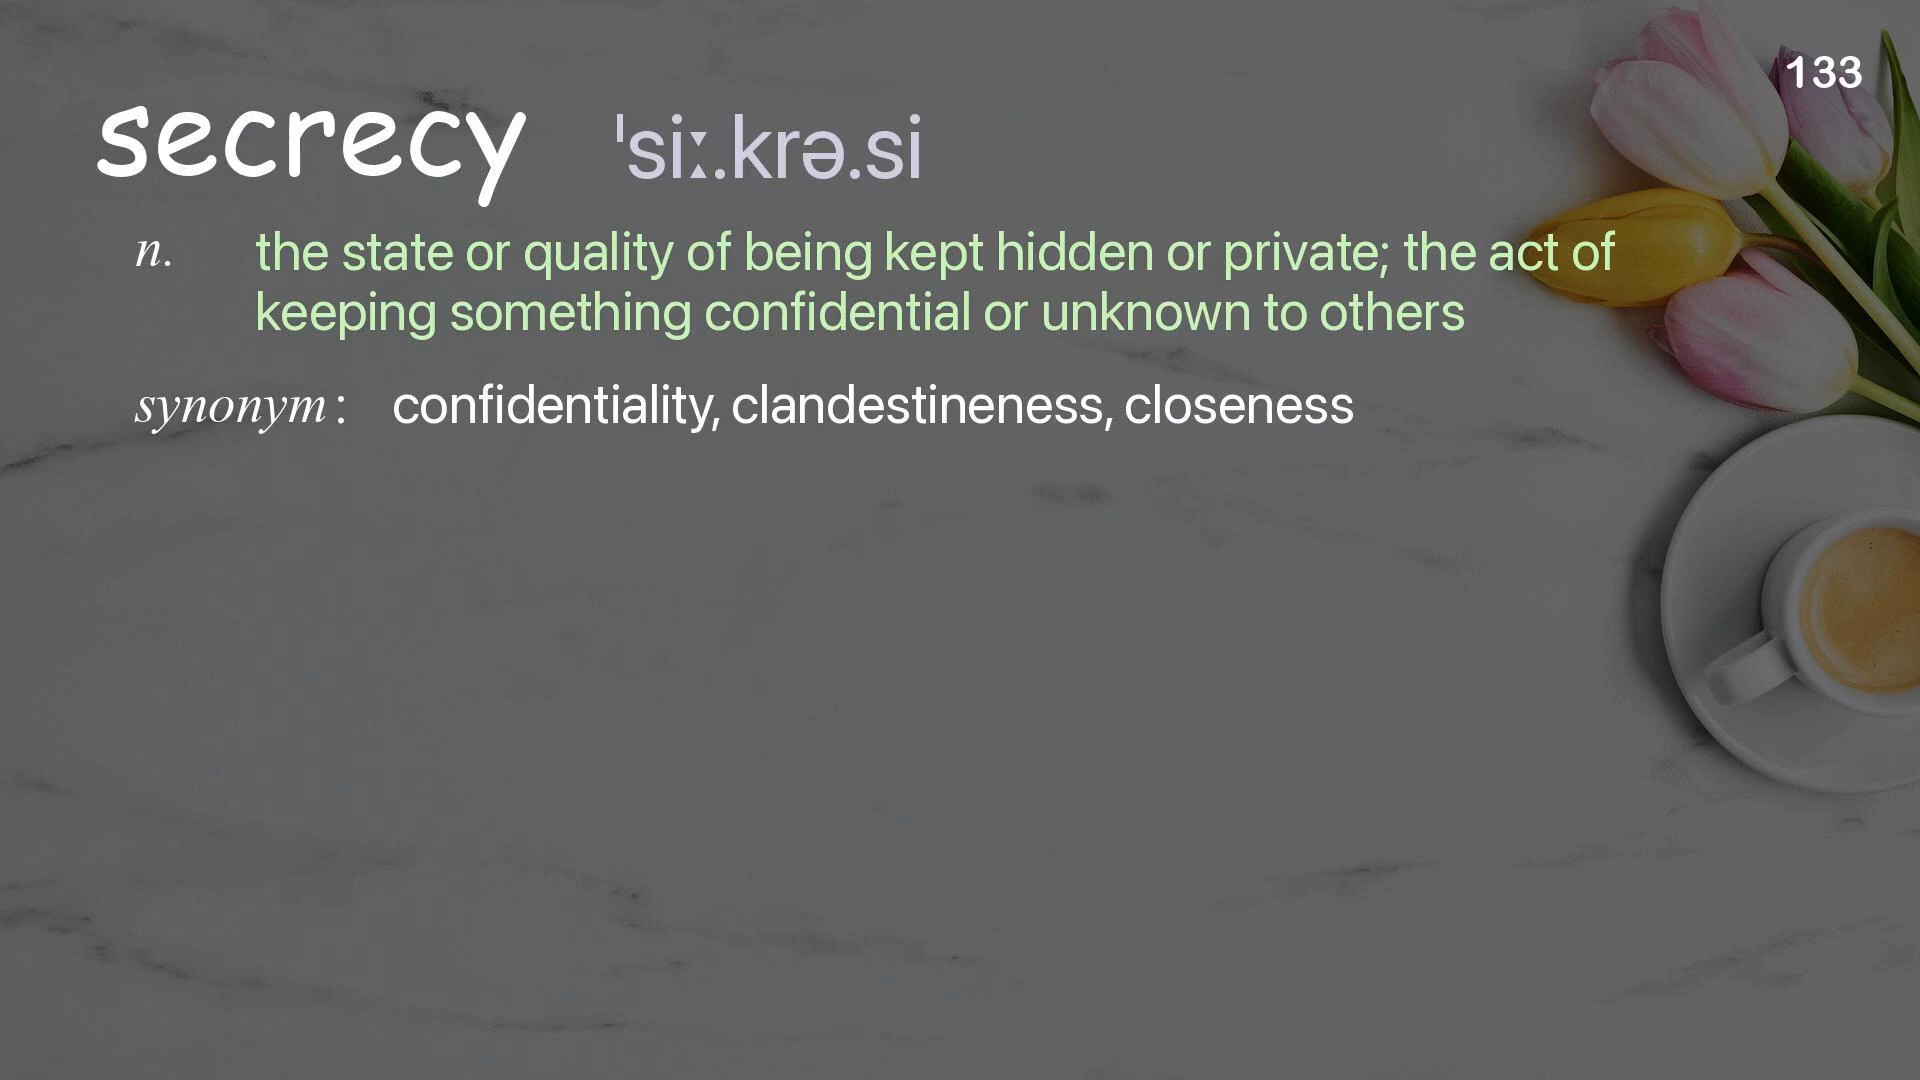 133
secrecy ˈsiː.krə.si
n. the state or quality of being kept hidden or private; the act of
keeping something confidential or unknown to others
synonym: confidentiality, clandestineness, closeness